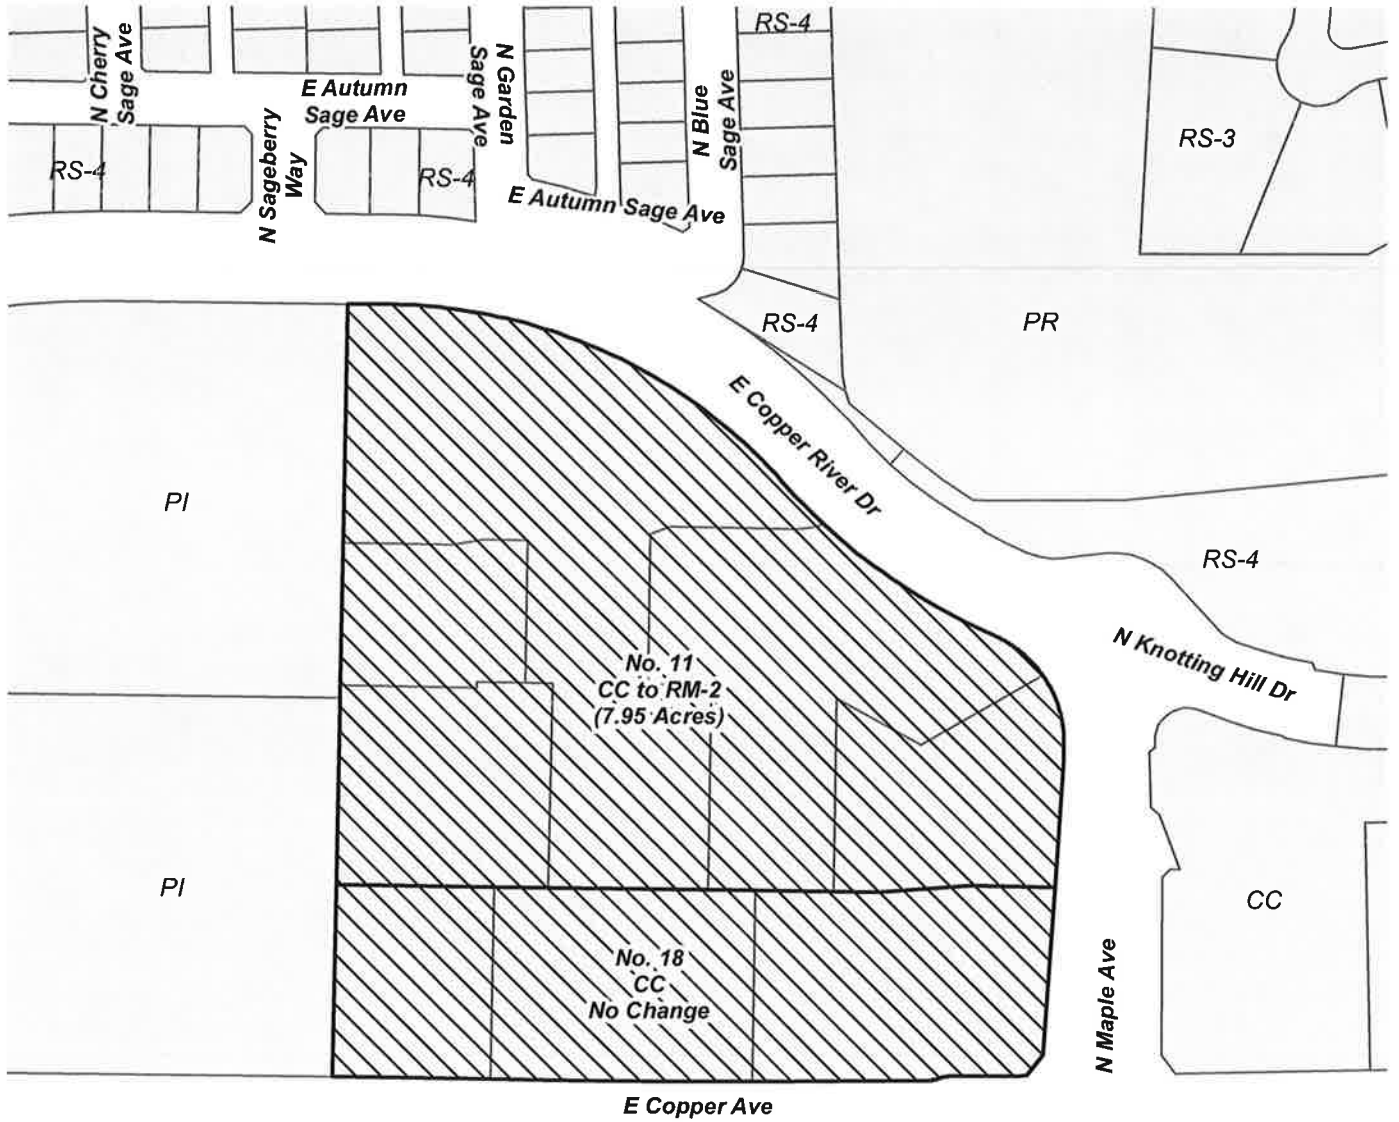 RS-4
N Cherry
Sage Ave
E Autumn
Sage Ave
N Garden
Sage Ave
N Blue
Sage Ave
RS-3
RS-4
N Sageberry
Way
RS-4
E Autumn Sage Ave
RS-4
PR
E Copper River Dr
PI
RS-4
N Knotting Hill Dr
No. 11
CC to RM-2
(7.95 Acres)
PI
CC
No. 18
CC
No Change
N Maple Ave
E Copper Ave